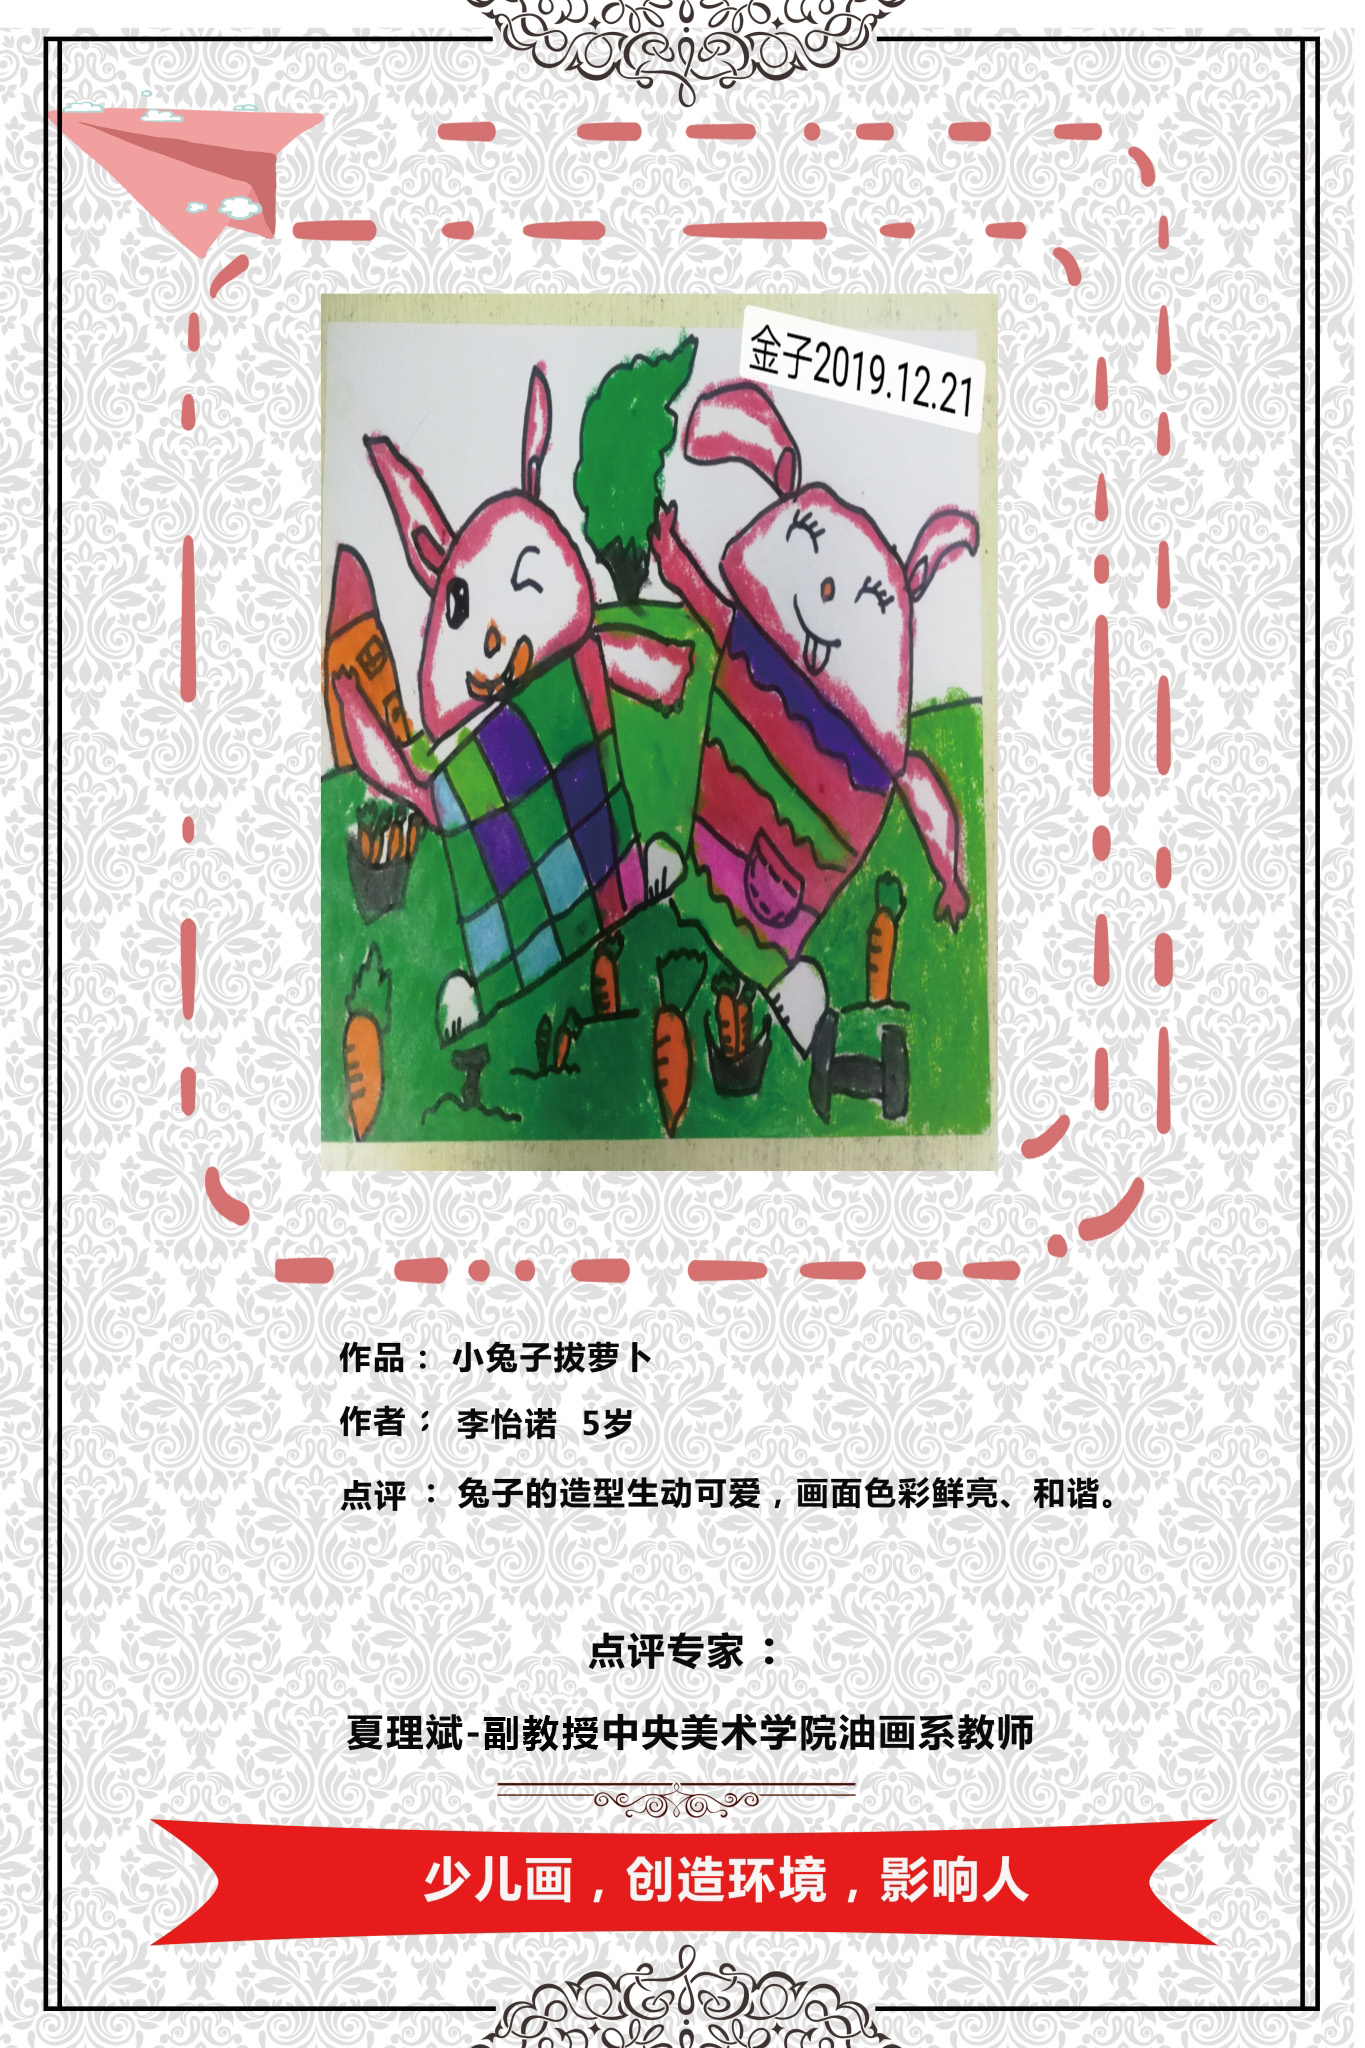 金子2019.12.21
作品： 小兔子拔萝卜
作者； 李怡诺 5岁
点评 ： 兔子的造型生动可爱，画面色彩鲜亮、和谐。
点评专家 ：
夏理斌-副教授中央美术学院油画系教师
少儿画，创造环境，影响人